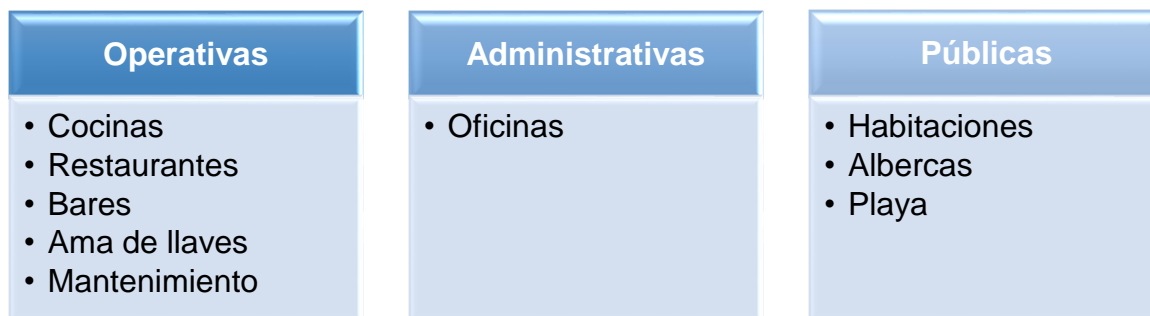 Operativas
• Cocinas
• Restaurantes
• Bares
• Ama de llaves
• Mantenimiento
Administrativas
• Oficinas
Públicas
• Habitaciones
• Albercas
• Playa